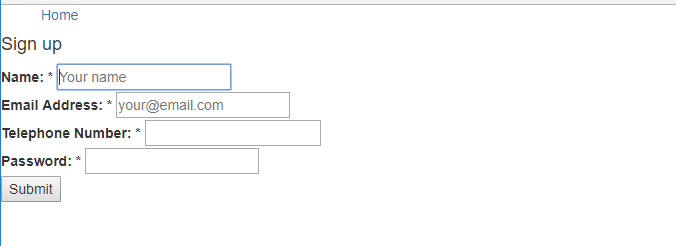 Home
Sign up
Name: * Your name
Email Address: * your@email.com
Telephone Number: *
Password: *
Submit